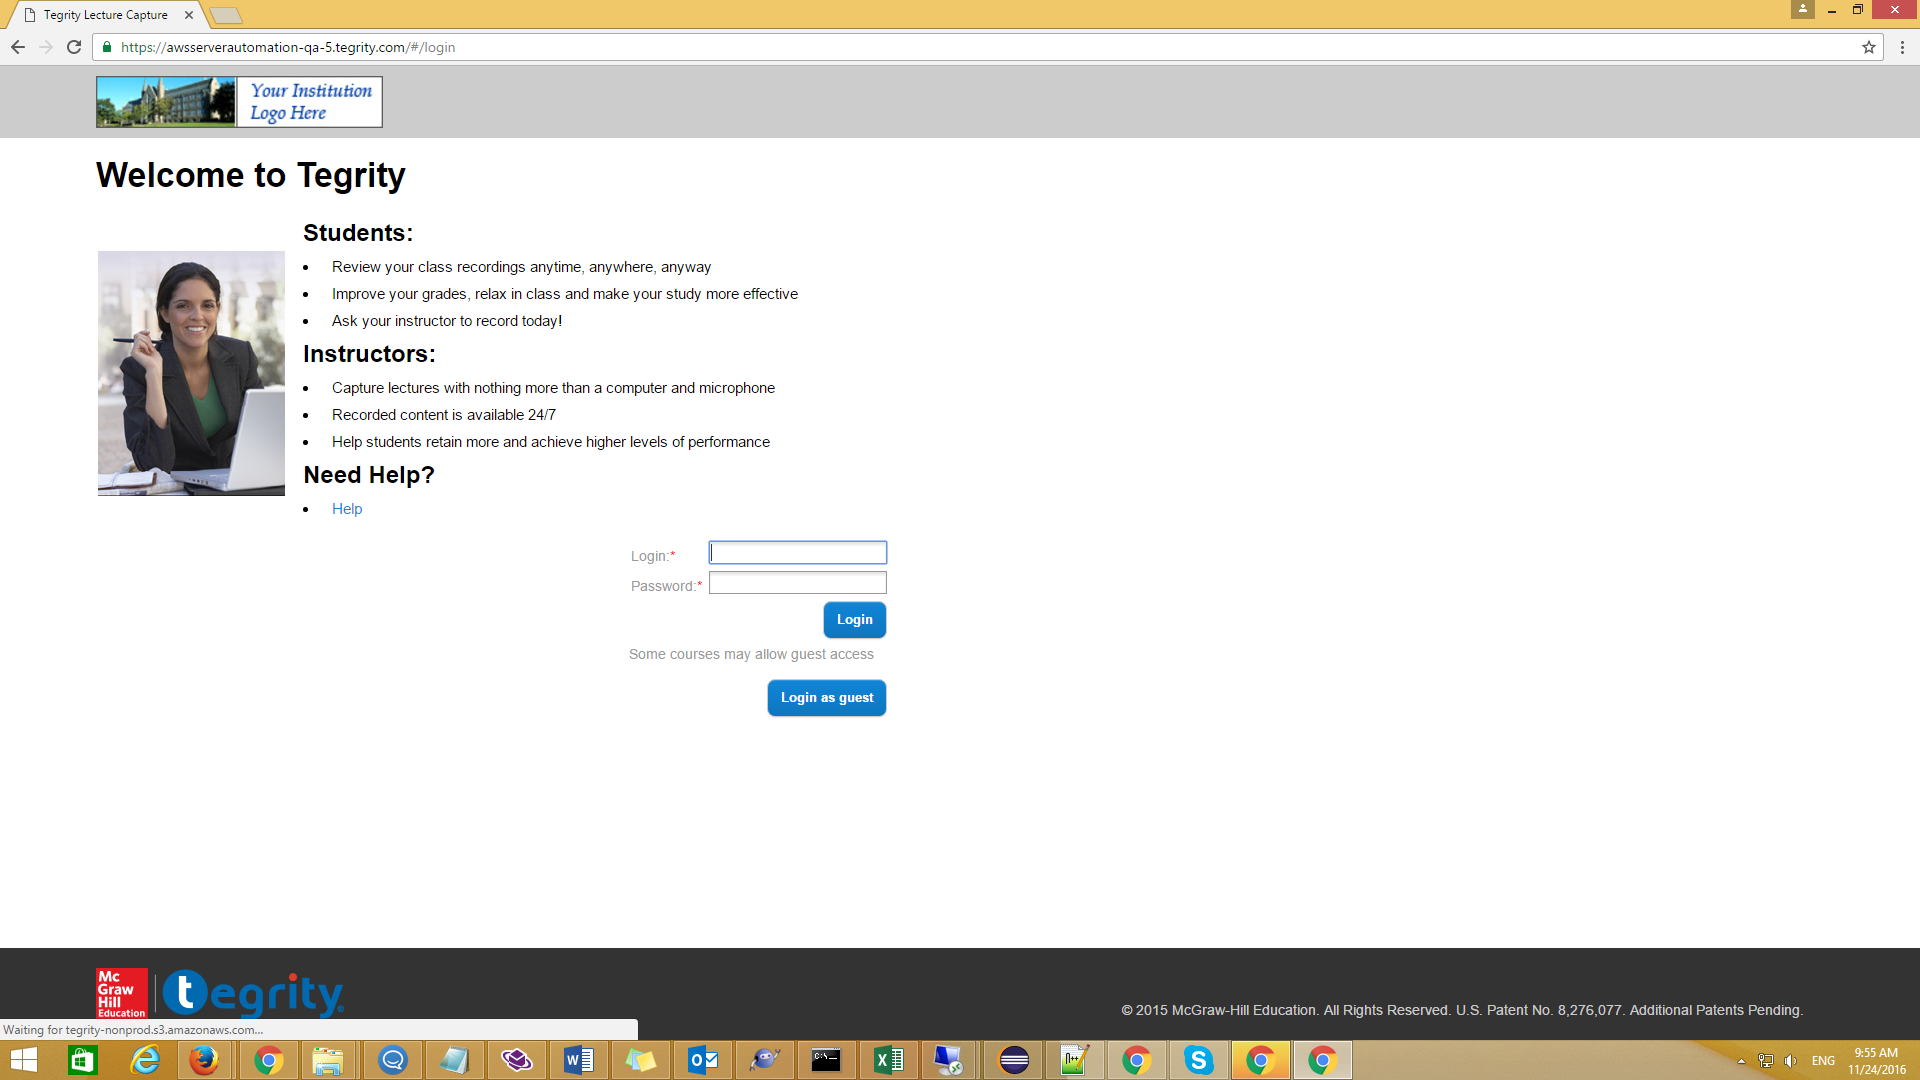 Tegrity Lecture Capture
https://awsserverautomation-qa-5.tegrity.com/#/login
Your Institution
Logo Here
Welcome to Tegrity
Students:
• Review your class recordings anytime, anywhere, anyway
• Improve your grades, relax in class and make your study more effective
• Ask your instructor to record today!
Instructors:
• Capture lectures with nothing more than a computer and microphone
• Recorded content is available 24/7
• Help students retain more and achieve higher levels of performance
Need Help?
• Help
Login:*
Password:*
Login
Some courses may allow guest access
Login as guest
Mc
Graw
Hill
Education
tegrity
© 2015 McGraw-Hill Education. All Rights Reserved. U.S. Patent No. 8,276,077. Additional Patents Pending.
Waiting for tegrity-nonprod.s3.amazonaws.com...
ENG
9:55 AM
11/24/2016